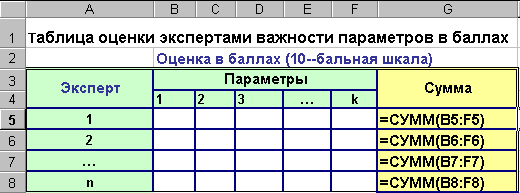 A B C D E F G
1 Таблица оценки экспертами важности параметров в баллах
2 Оценка в баллах (10--бальная шкала)
3 Эксперт Параметры Сумма
4 1 2 3 ... k
5 1 =СУММ(B5:F5)
6 2 =СУММ(B6:F6)
7 ... =СУММ(B7:F7)
8 n =СУММ(B8:F8)